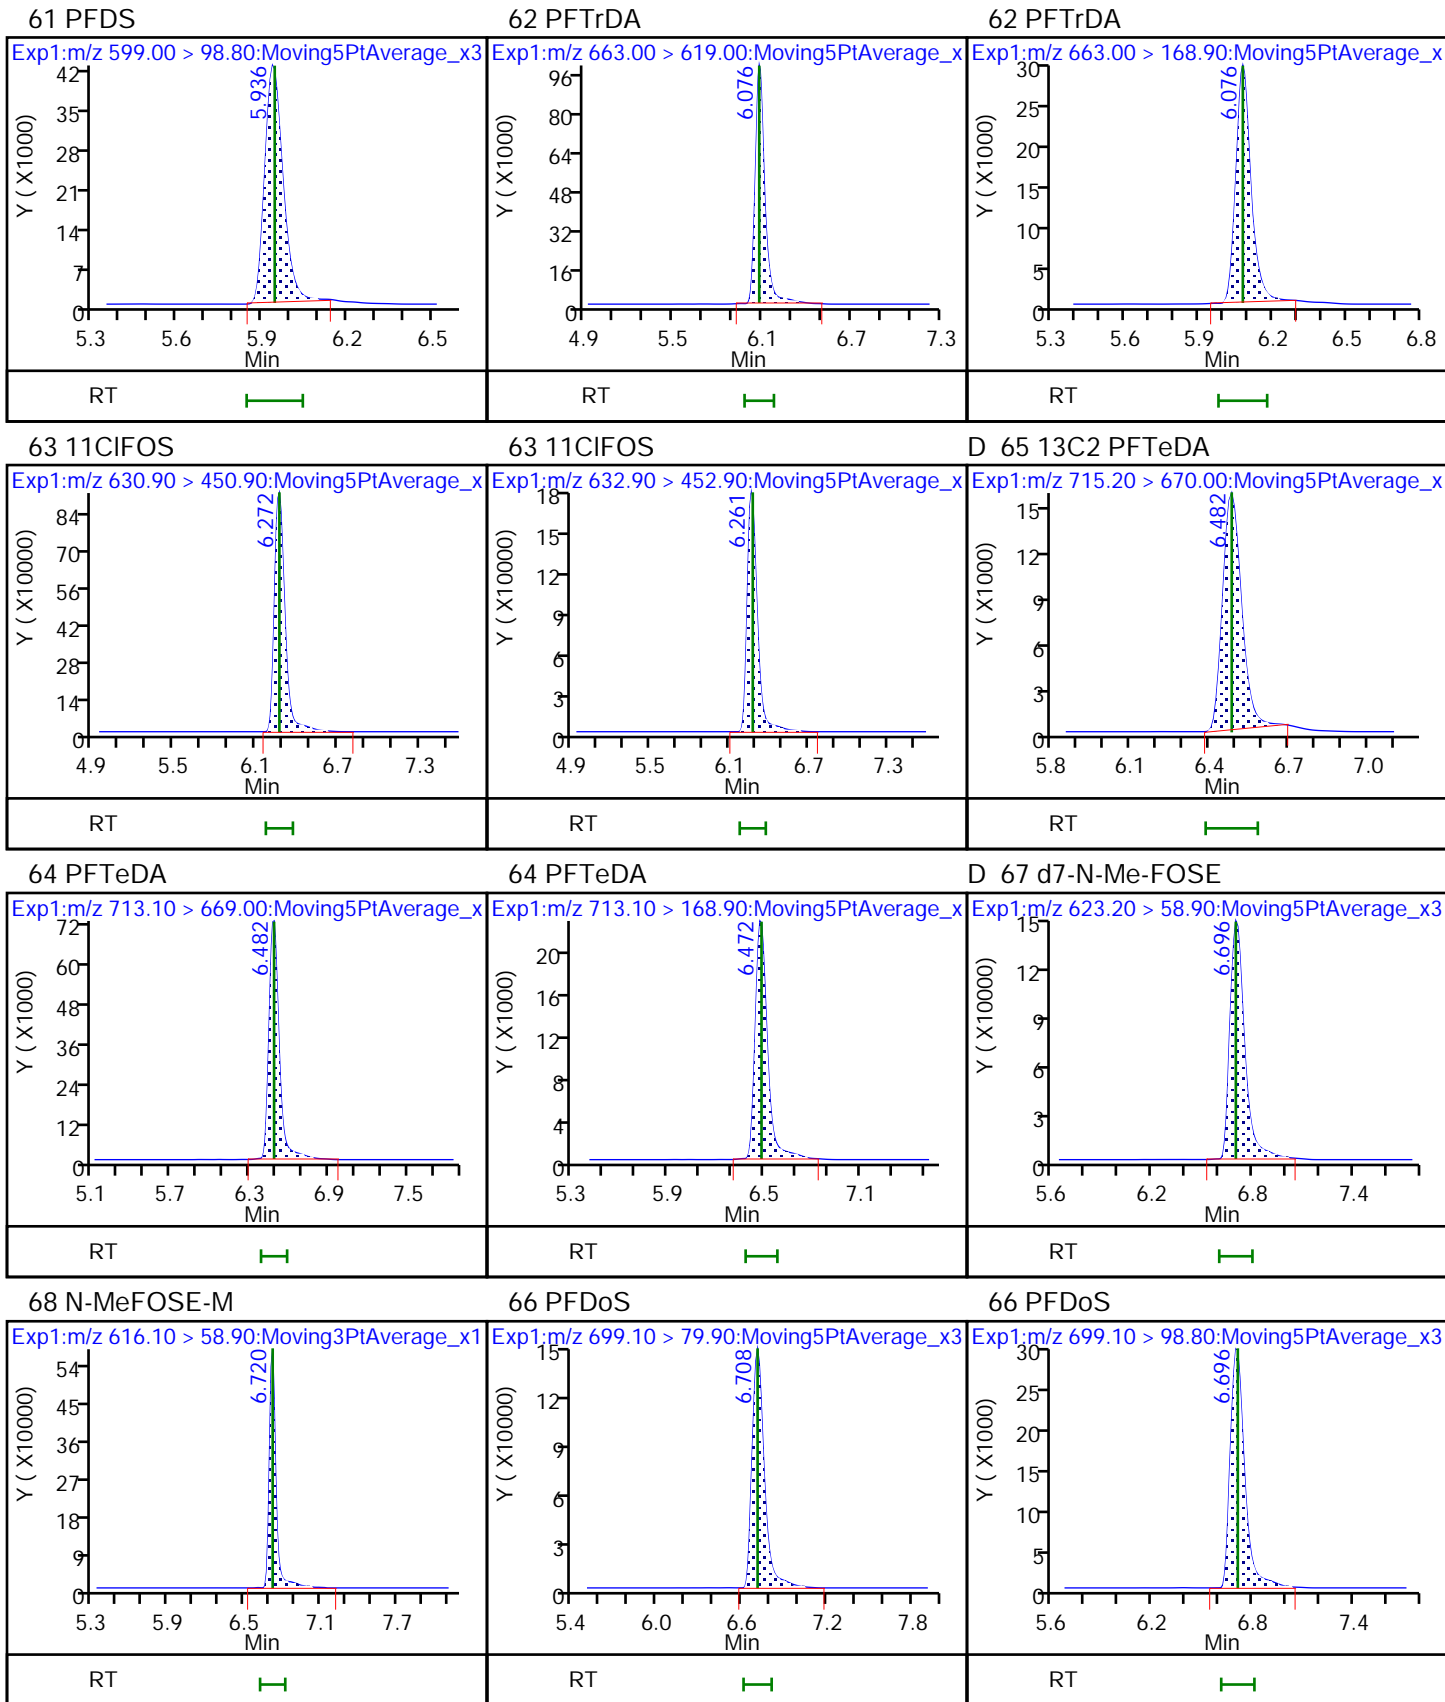 61 PFDS
Exp1:m/z 599.00 > 98.80:Moving5PtAverage_x3
Y ( X1000)
42
35
28
21
14
7
0
5.936
5.3 5.6 5.9 6.2 6.5
Min
RT
62 PFTrDA
Exp1:m/z 663.00 > 619.00:Moving5PtAverage_x
Y ( X1000)
96
80
64
48
32
16
0
6.076
4.9 5.5 6.1 6.7 7.3
Min
RT
62 PFTrDA
Exp1:m/z 663.00 > 168.90:Moving5PtAverage_x
Y ( X1000)
30
25
20
15
10
5
0
6.076
5.3 5.6 5.9 6.2 6.5 6.8
Min
RT
63 11ClFOS
Exp1:m/z 630.90 > 450.90:Moving5PtAverage_x
Y ( X10000)
84
70
56
42
28
14
0
6.272
4.9 5.5 6.1 6.7 7.3
Min
RT
63 11ClFOS
Exp1:m/z 632.90 > 452.90:Moving5PtAverage_x
Y ( X10000)
18
15
12
9
6
3
0
6.261
4.9 5.5 6.1 6.7 7.3
Min
RT
D 65 13C2 PFTeDA
Exp1:m/z 715.20 > 670.00:Moving5PtAverage_x
Y ( X1000)
15
12
9
6
3
0
6.482
5.8 6.1 6.4 6.7 7.0
Min
RT
64 PFTeDA
Exp1:m/z 713.10 > 669.00:Moving5PtAverage_x
Y ( X1000)
72
60
48
36
24
12
0
6.482
5.1 5.7 6.3 6.9 7.5
Min
RT
64 PFTeDA
Exp1:m/z 713.10 > 168.90:Moving5PtAverage_x
Y ( X1000)
20
16
12
8
4
0
6.472
5.3 5.9 6.5 7.1
Min
RT
D 67 d7-N-Me-FOSE
Exp1:m/z 623.20 > 58.90:Moving5PtAverage_x3
Y ( X10000)
15
12
9
6
3
0
6.696
5.6 6.2 6.8 7.4
Min
RT
68 N-MeFOSE-M
Exp1:m/z 616.10 > 58.90:Moving3PtAverage_x1
Y ( X10000)
54
45
36
27
18
9
0
6.720
5.3 5.9 6.5 7.1 7.7
Min
RT
66 PFDoS
Exp1:m/z 699.10 > 79.90:Moving5PtAverage_x3
Y ( X10000)
15
12
9
6
3
0
6.708
5.4 6.0 6.6 7.2 7.8
Min
RT
66 PFDoS
Exp1:m/z 699.10 > 98.80:Moving5PtAverage_x3
Y ( X1000)
30
25
20
15
10
5
0
6.696
5.6 6.2 6.8 7.4
Min
RT